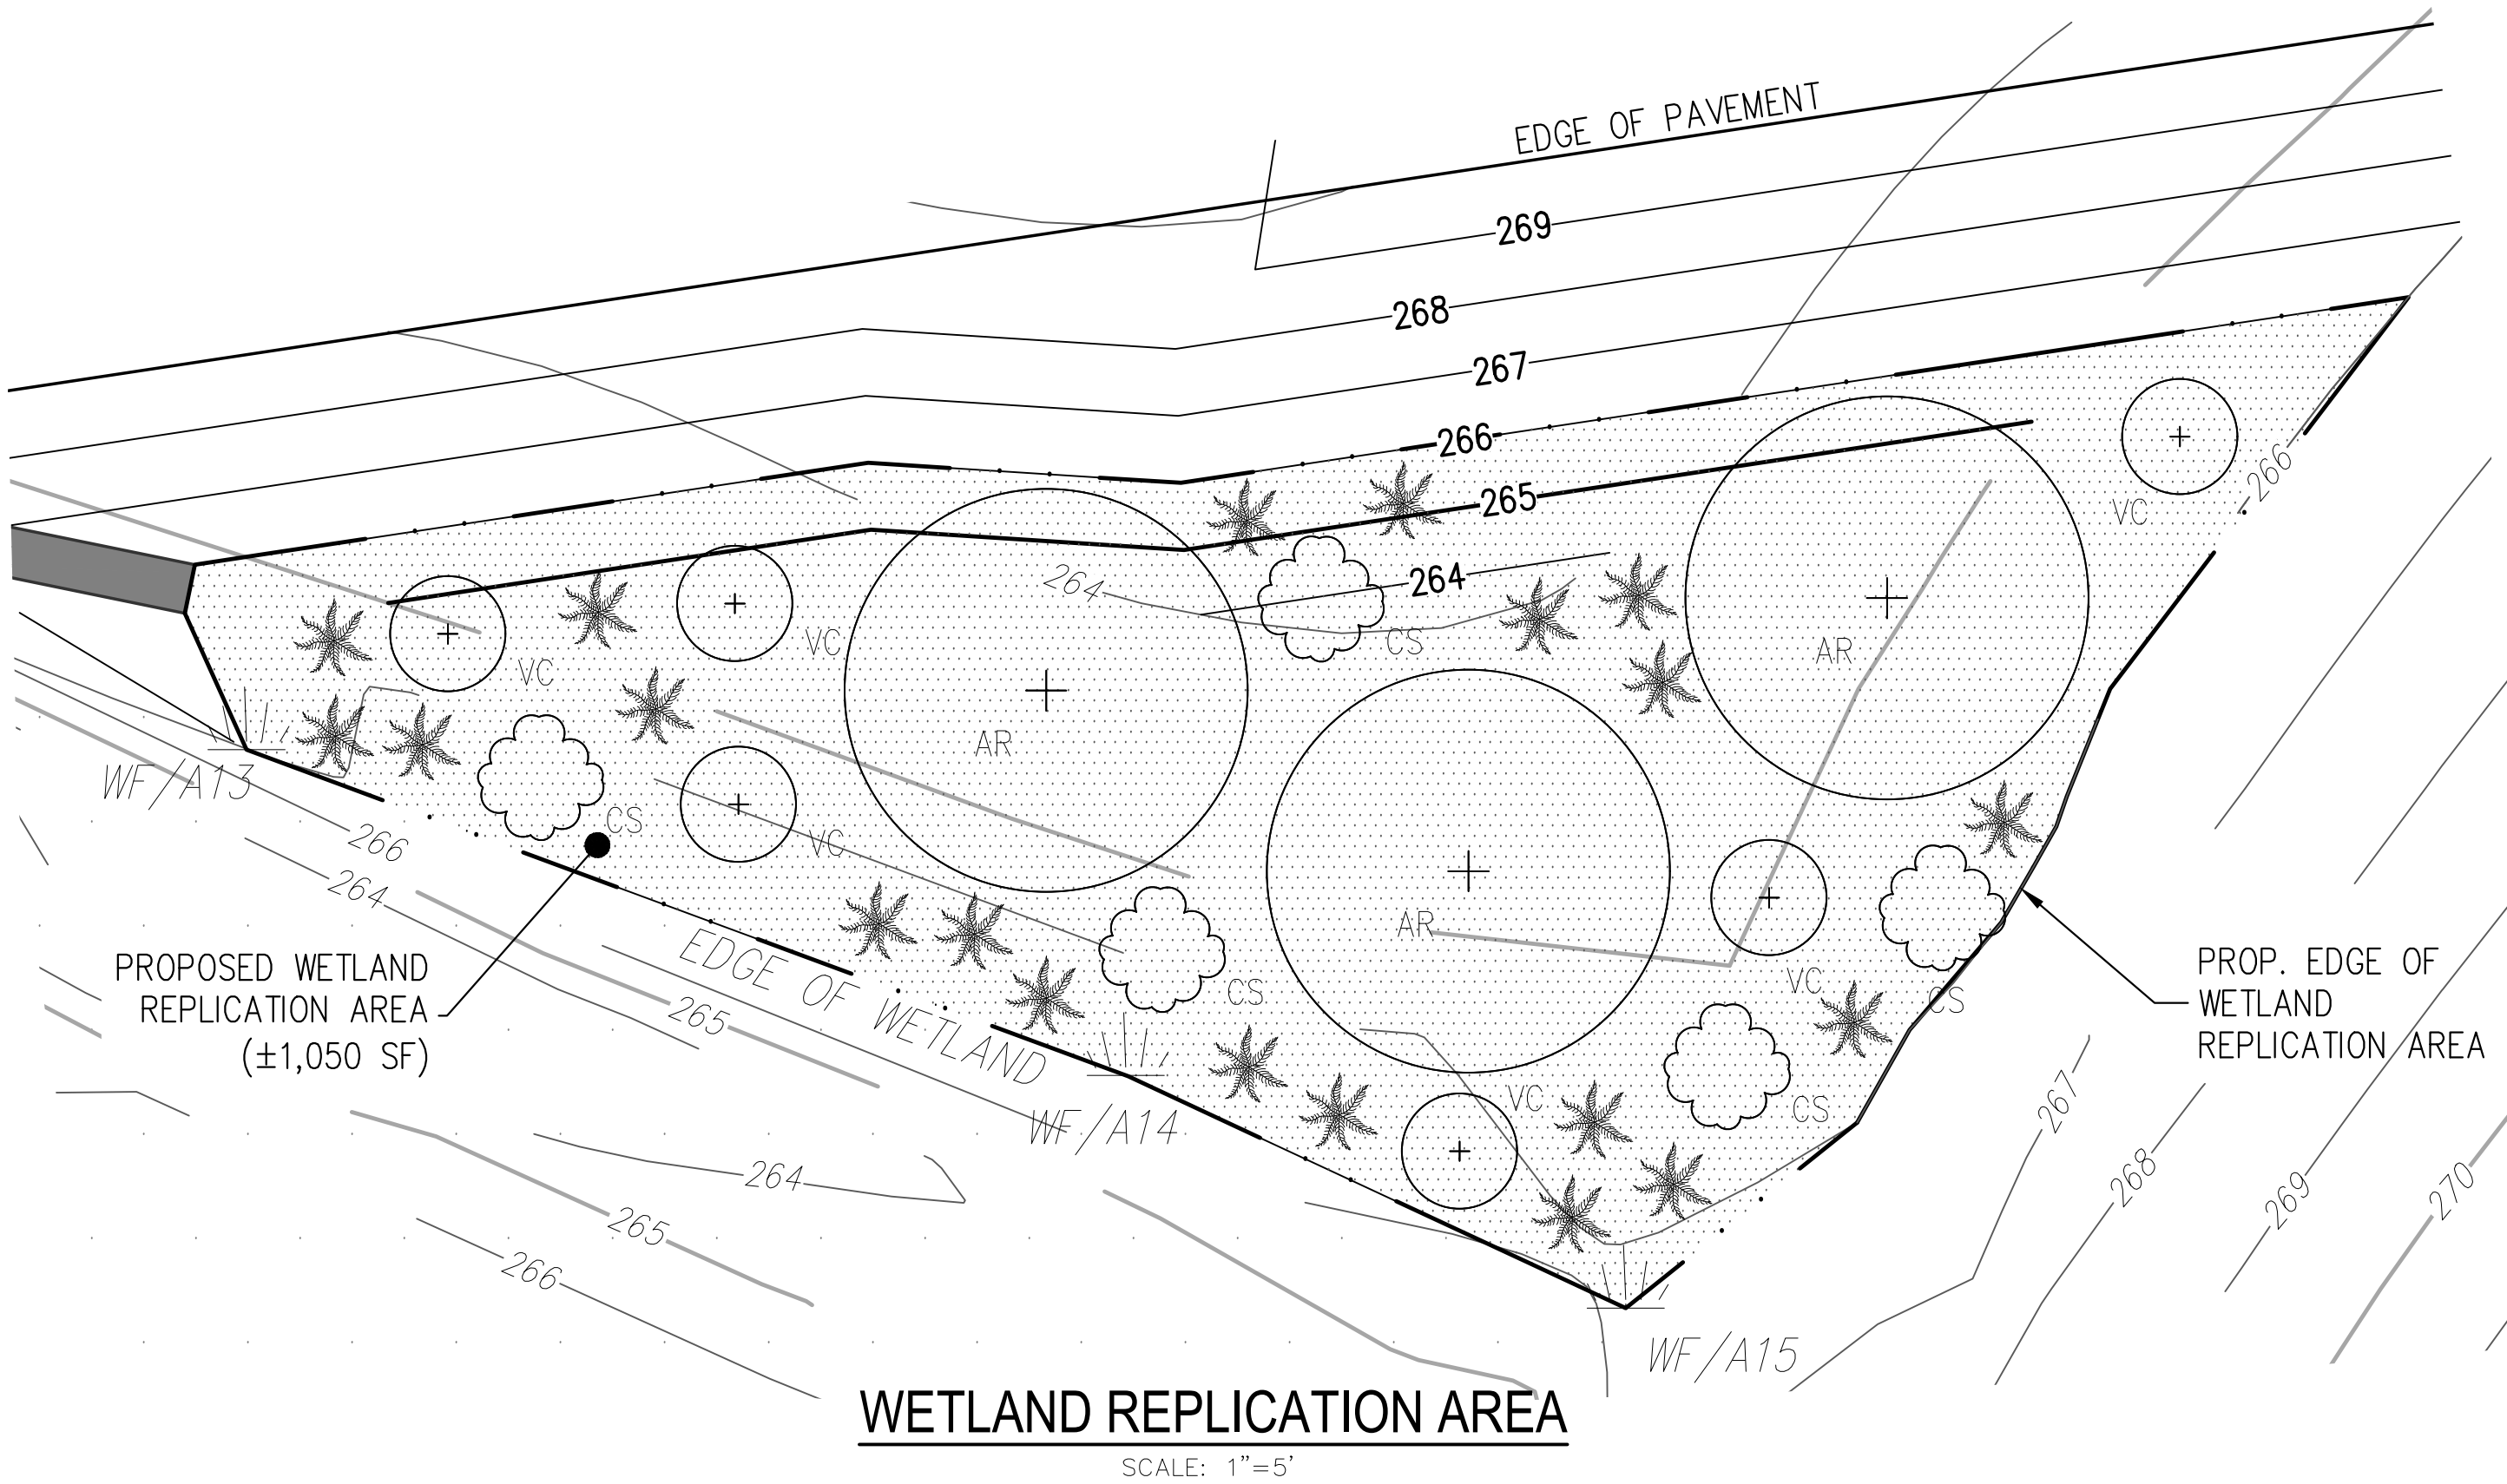 EDGE OF PAVEMENT
269
268
267
266
265
264
264
266
VC
CS
AR
VC
VC
AR
CS
VC
AR
WF/A13
266
264
PROPOSED WETLAND
REPLICATION AREA
(±1,050 SF)
EDGE OF WETLAND
265
CS
VC
CS
PROP. EDGE OF
WETLAND
REPLICATION AREA
VC
CS
WF/A14
264
265
266
267
268
269
270
WF/A15
WETLAND REPLICATION AREA
SCALE: 1"=5'